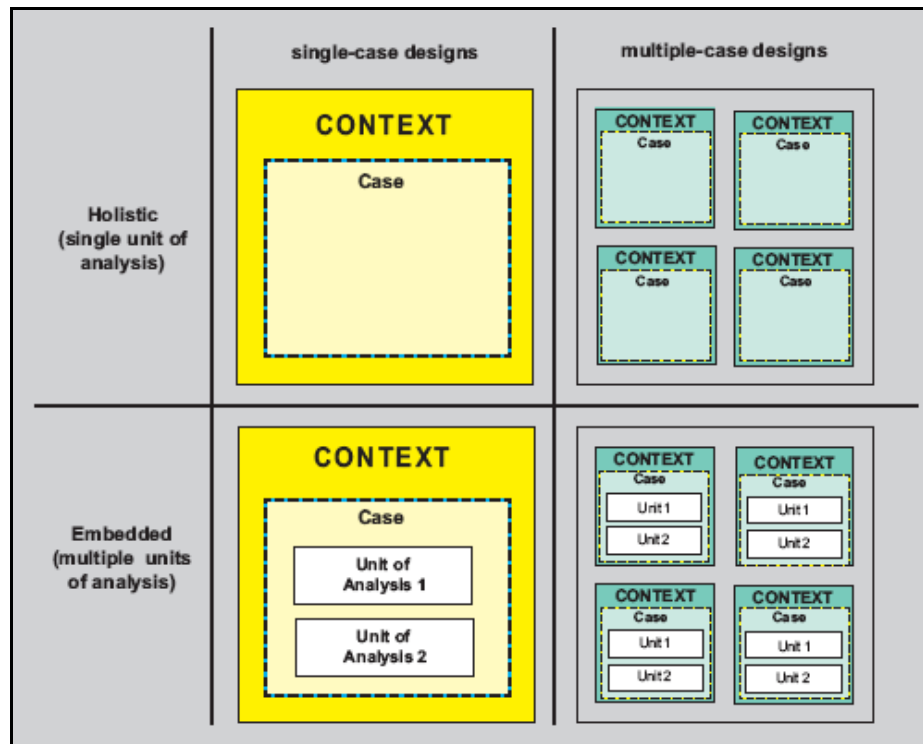 single-case designs
multiple-case designs
Holistic
(single unit of
analysis)
CONTEXT
Case
CONTEXT
Case
CONTEXT
Case
CONTEXT
Case
CONTEXT
Case
Embedded
(multiple units
of analysis)
CONTEXT
Case
Unit of
Analysis 1
Unit of
Analysis 2
CONTEXT
Case
Unit 1
Unit 2
CONTEXT
Case
Unit 1
Unit 2
CONTEXT
Case
Unit 1
Unit 2
CONTEXT
Case
Unit 1
Unit 2